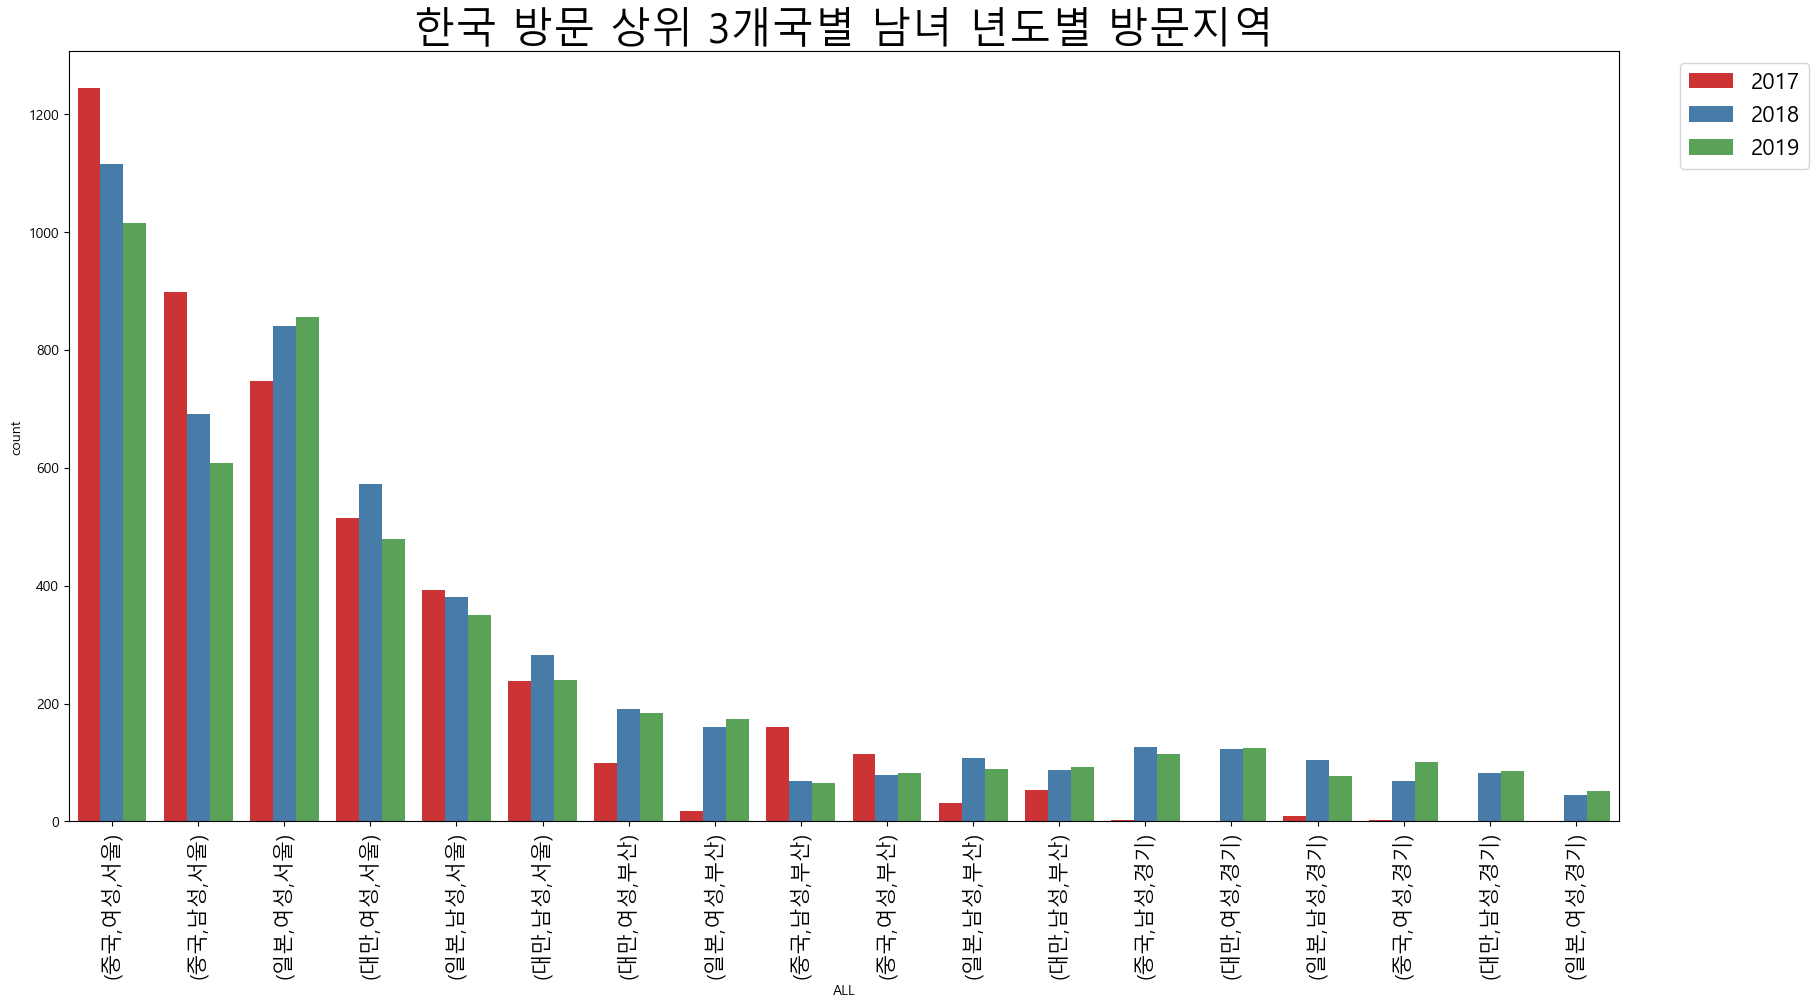 한국 방문 상위 3개국별 남녀 년도별 방문지역
2017
2018
2019
1200
1000
800
600
400
200
0
count
(중국,여성,서울)
(중국,남성,서울)
(일본,여성,서울)
(대만,여성,서울)
(일본,남성,서울)
(대만,남성,서울)
(대만,여성,부산)
(일본,여성,부산)
(중국,남성,부산)
(중국,여성,부산)
(일본,남성,부산)
(대만,남성,부산)
(중국,남성,경기)
(대만,여성,경기)
(일본,남성,경기)
(중국,여성,경기)
(대만,남성,경기)
(일본,여성,경기)
ALL